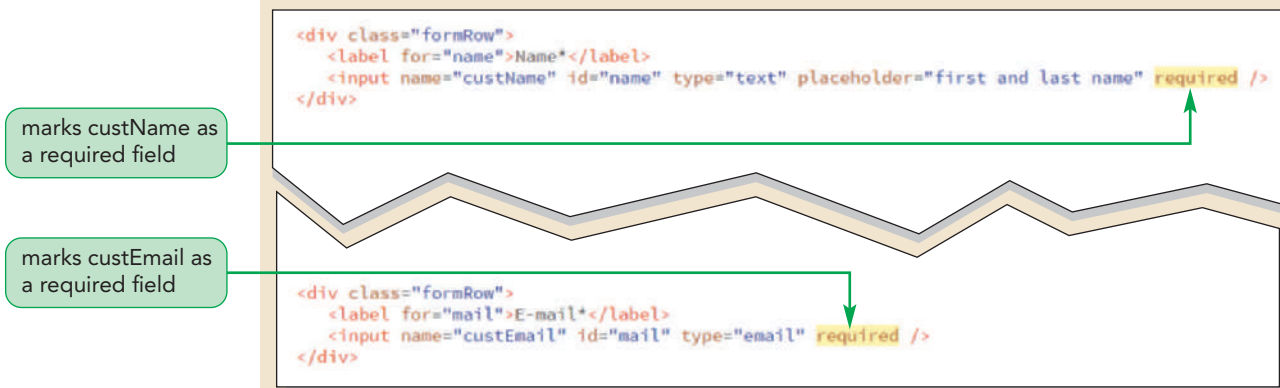 <div class="formRow">
<label for="name">Name*</label>
<input name="custName" id="name" type="text" placeholder="first and last name" required />
</div>
marks custName as
a required field
marks custEmail as
a required field
<div class="formRow">
<label for="mail">E-mail*</label>
<input name="custEmail" id="mail" type="email" required />
</div>